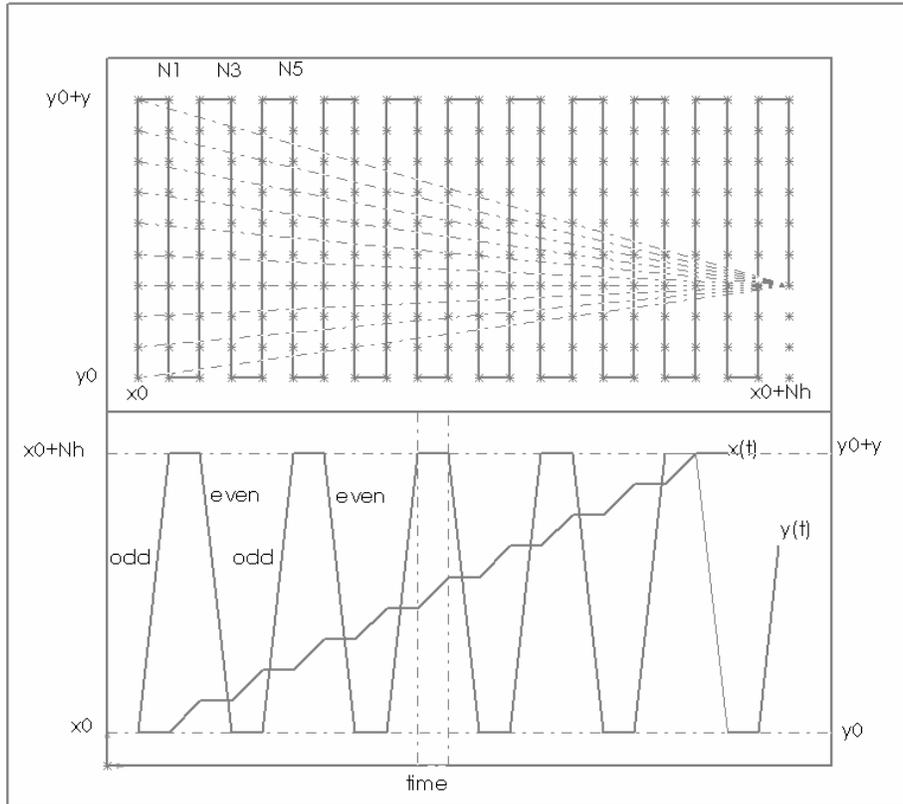 N1 N3 N5
y0+y
y0
x0 x0+Nh
x0+Nh x(t) y0+y
even even
y(t)
odd odd
x0 y0
time